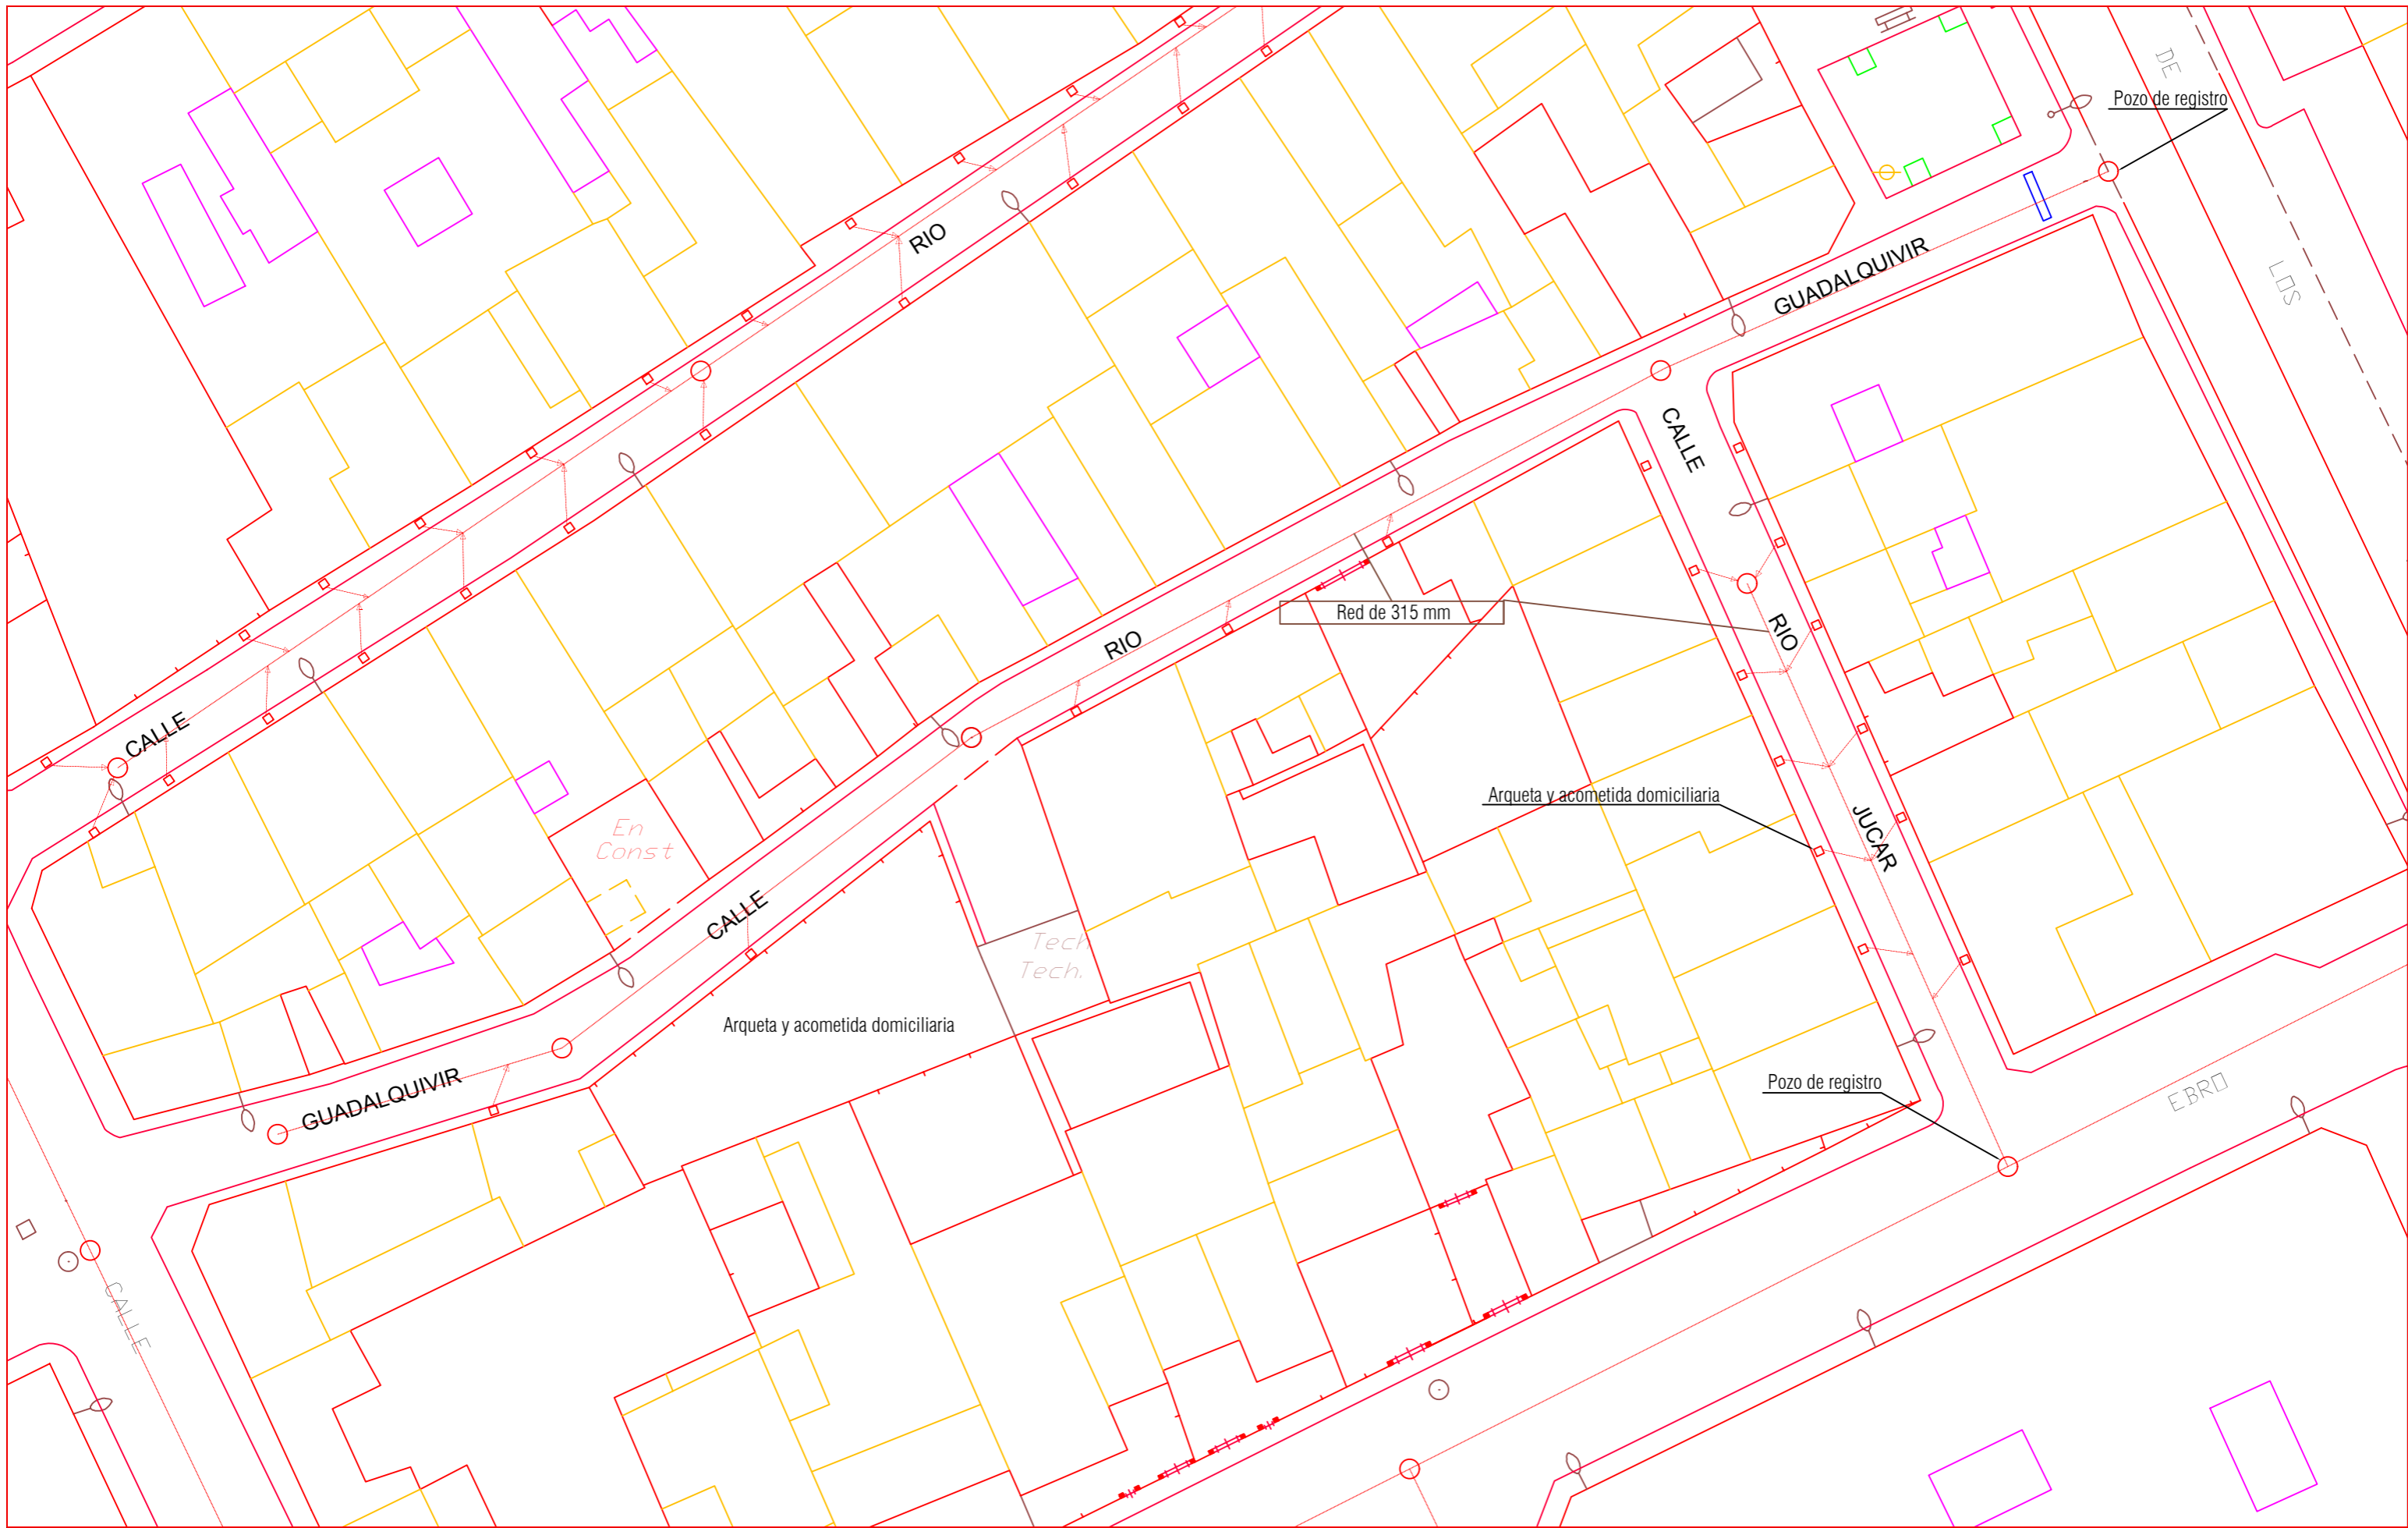 DE
Pozo de registro
LOS
RIO
GUADALQUIVIR
CALLE
Red de 315 mm
RIO
RIO
CALLE
Arqueta y acometida domiciliaria
JUCAR
En
Const
CALLE
Tech
Tech.
Arqueta y acometida domiciliaria
GUADALQUIVIR
Pozo de registro
EBRO
CALLE